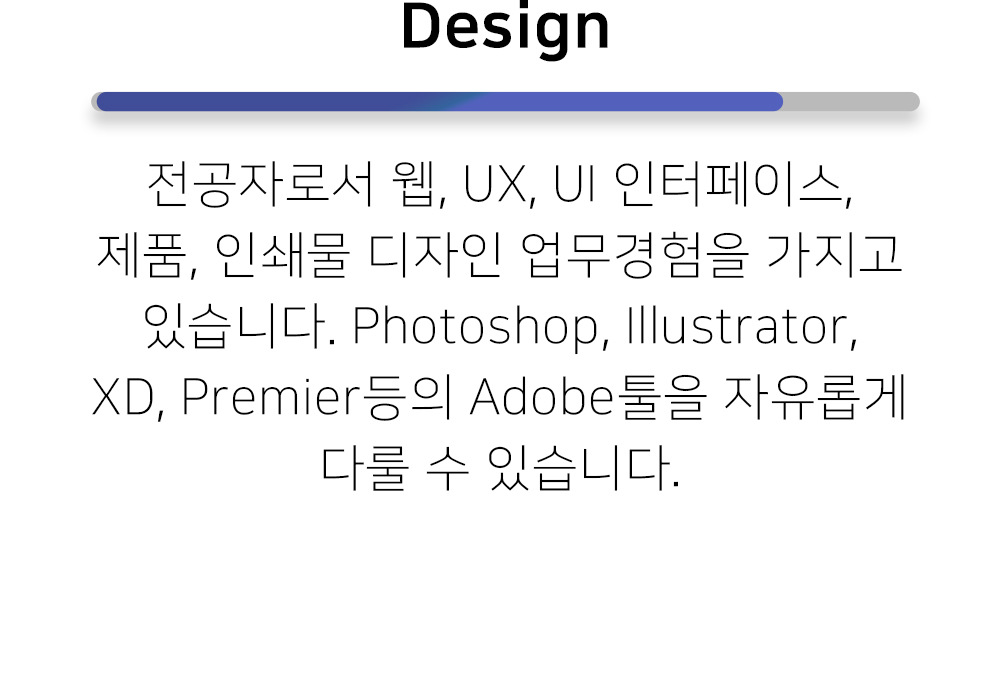 Design
전공자로서 웹, UX, UI 인터페이스,
제품, 인쇄물 디자인 업무경험을 가지고
있습니다. Photoshop, Illustrator,
XD, Premier등의 Adobe툴을 자유롭게
다룰 수 있습니다.